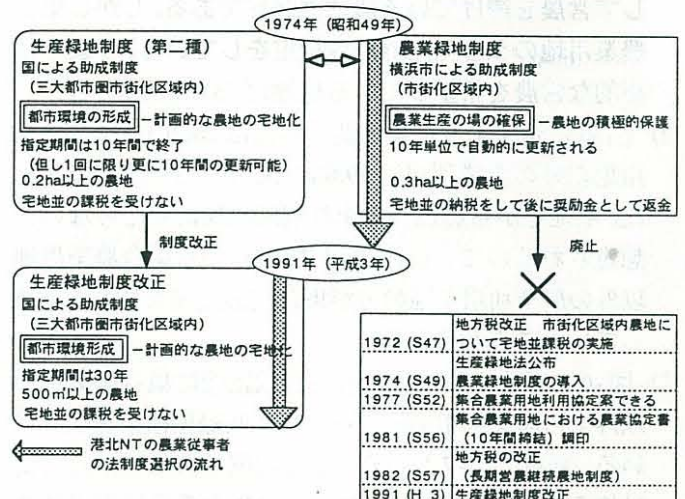 1974年（昭和49年）
生産緑地制度（第二種）
国による助成制度
（三大都市圏市街化区域内）
都市環境の形成 －計画的な農地の宅地化
指定期間は10年間で終了
（但し1回に限り更に10年間の更新可能）
0.2ha以上の農地
宅地並の課税を受けない
農業緑地制度
横浜市による助成制度
（市街化区域内）
農業生産の場の確保 －農地の積極的保護
10年単位で自動的に更新される
0.3ha以上の農地
宅地並の納税をして後に奨励金として返金
制度改正
廃止
1991年（平成3年）
生産緑地制度改正
国による助成制度
（三大都市圏市街化区域内）
都市環境形成 －計画的な農地の宅地化
指定期間は30年
500㎡以上の農地
宅地並の課税を受けない
港北NTの農業従事者
の法制度選択の流れ
地方税改正 市街化区域内農地に
1972 (S47) ついて宅地並課税の実施
生産緑地法公布
1974 (S49) 農業緑地制度の導入
1977 (S52) 集合農業用地利用協定案できる
集合農業用地における農業協定書
1981 (S56) （10年間締結）調印
地方税の改正
1982 (S57) （長期営農継続農地制度）
1991 (H 3) 生産緑地制度改正